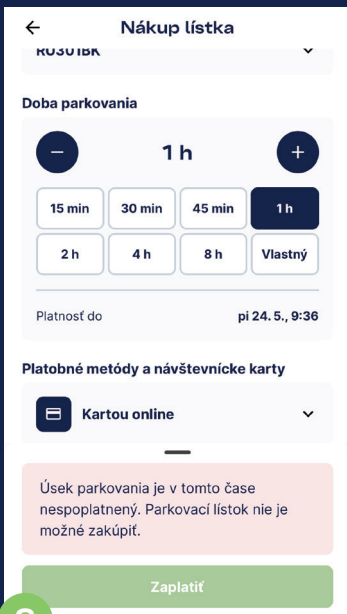 Nákup lístka
RU301BK
Doba parkovania
1 h
15 min 30 min 45 min 1 h
2 h 4 h 8 h Vlastný
Platnosť do pi 24. 5., 9:36
Platobné metódy a návštevnícke karty
Kartou online
Úsek parkovania je v tomto čase
nespoplatnený. Parkovací lístok nie je
možné zakúpiť.
Zaplatiť